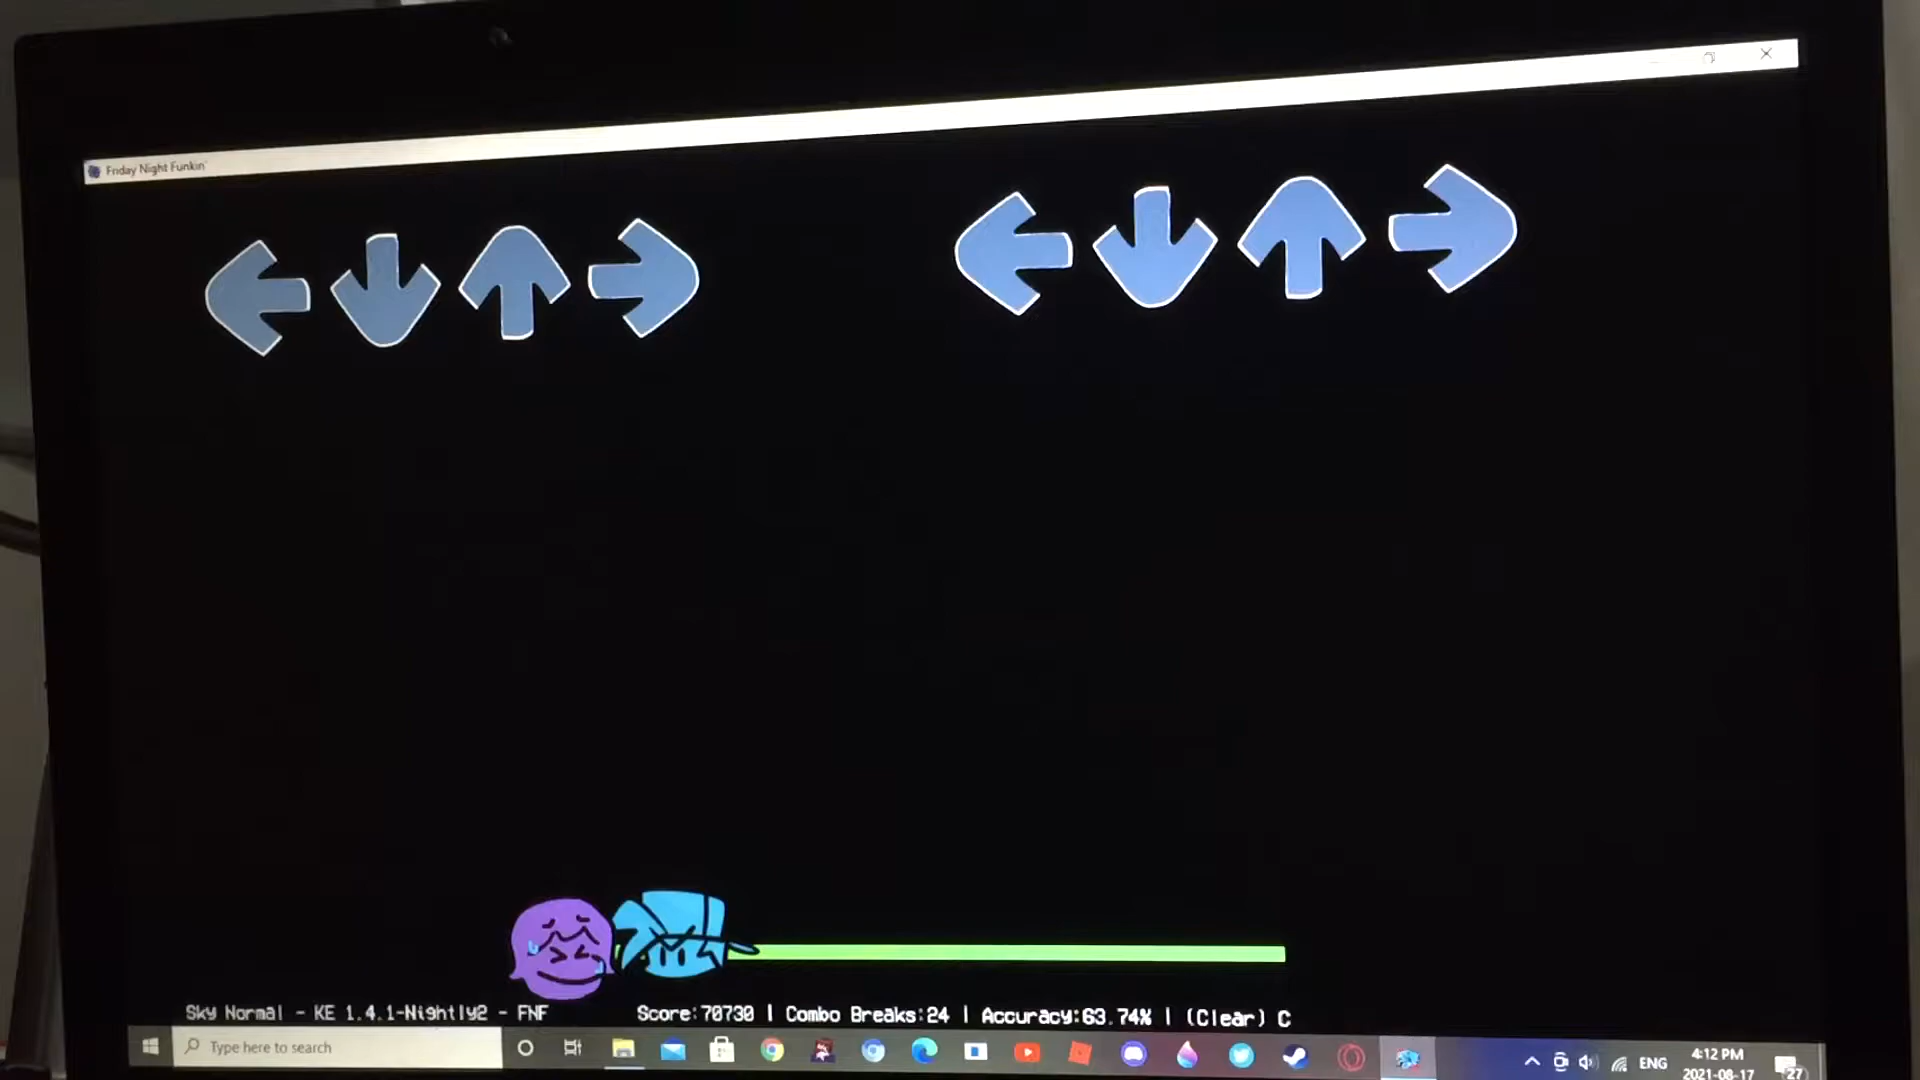 Friday Night Funkin'
Sky Normal - KE 1.4.1-Nightly2 - FNF
Score:70730 | Combo Breaks:24 | Accuracy:63.74% | (Clear) C
Type here to search
ENG
4:12 PM
2021-08-17
27